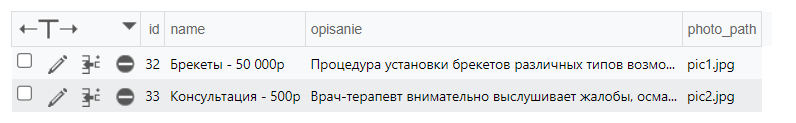 id name opisanie photo_path
32 Брекеты - 50 000р Процедура установки брекетов различных типов возмо... pic1.jpg
33 Консультация - 500р Врач-терапевт внимательно выслушивает жалобы, осма... pic2.jpg